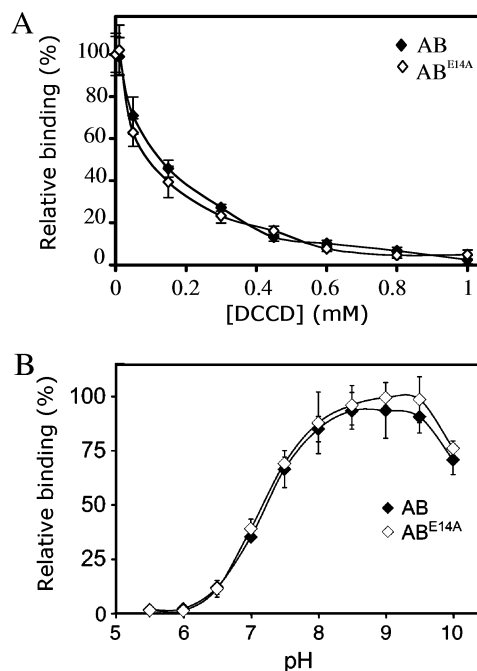 A
Relative binding (%)
100
80
60
40
20
0
0 0.2 0.4 0.6 0.8 1
[DCCD] (mM)
AB
AB^E14A
B
Relative binding (%)
100
75
50
25
0
5 6 7 8 9 10
pH
AB
AB^E14A